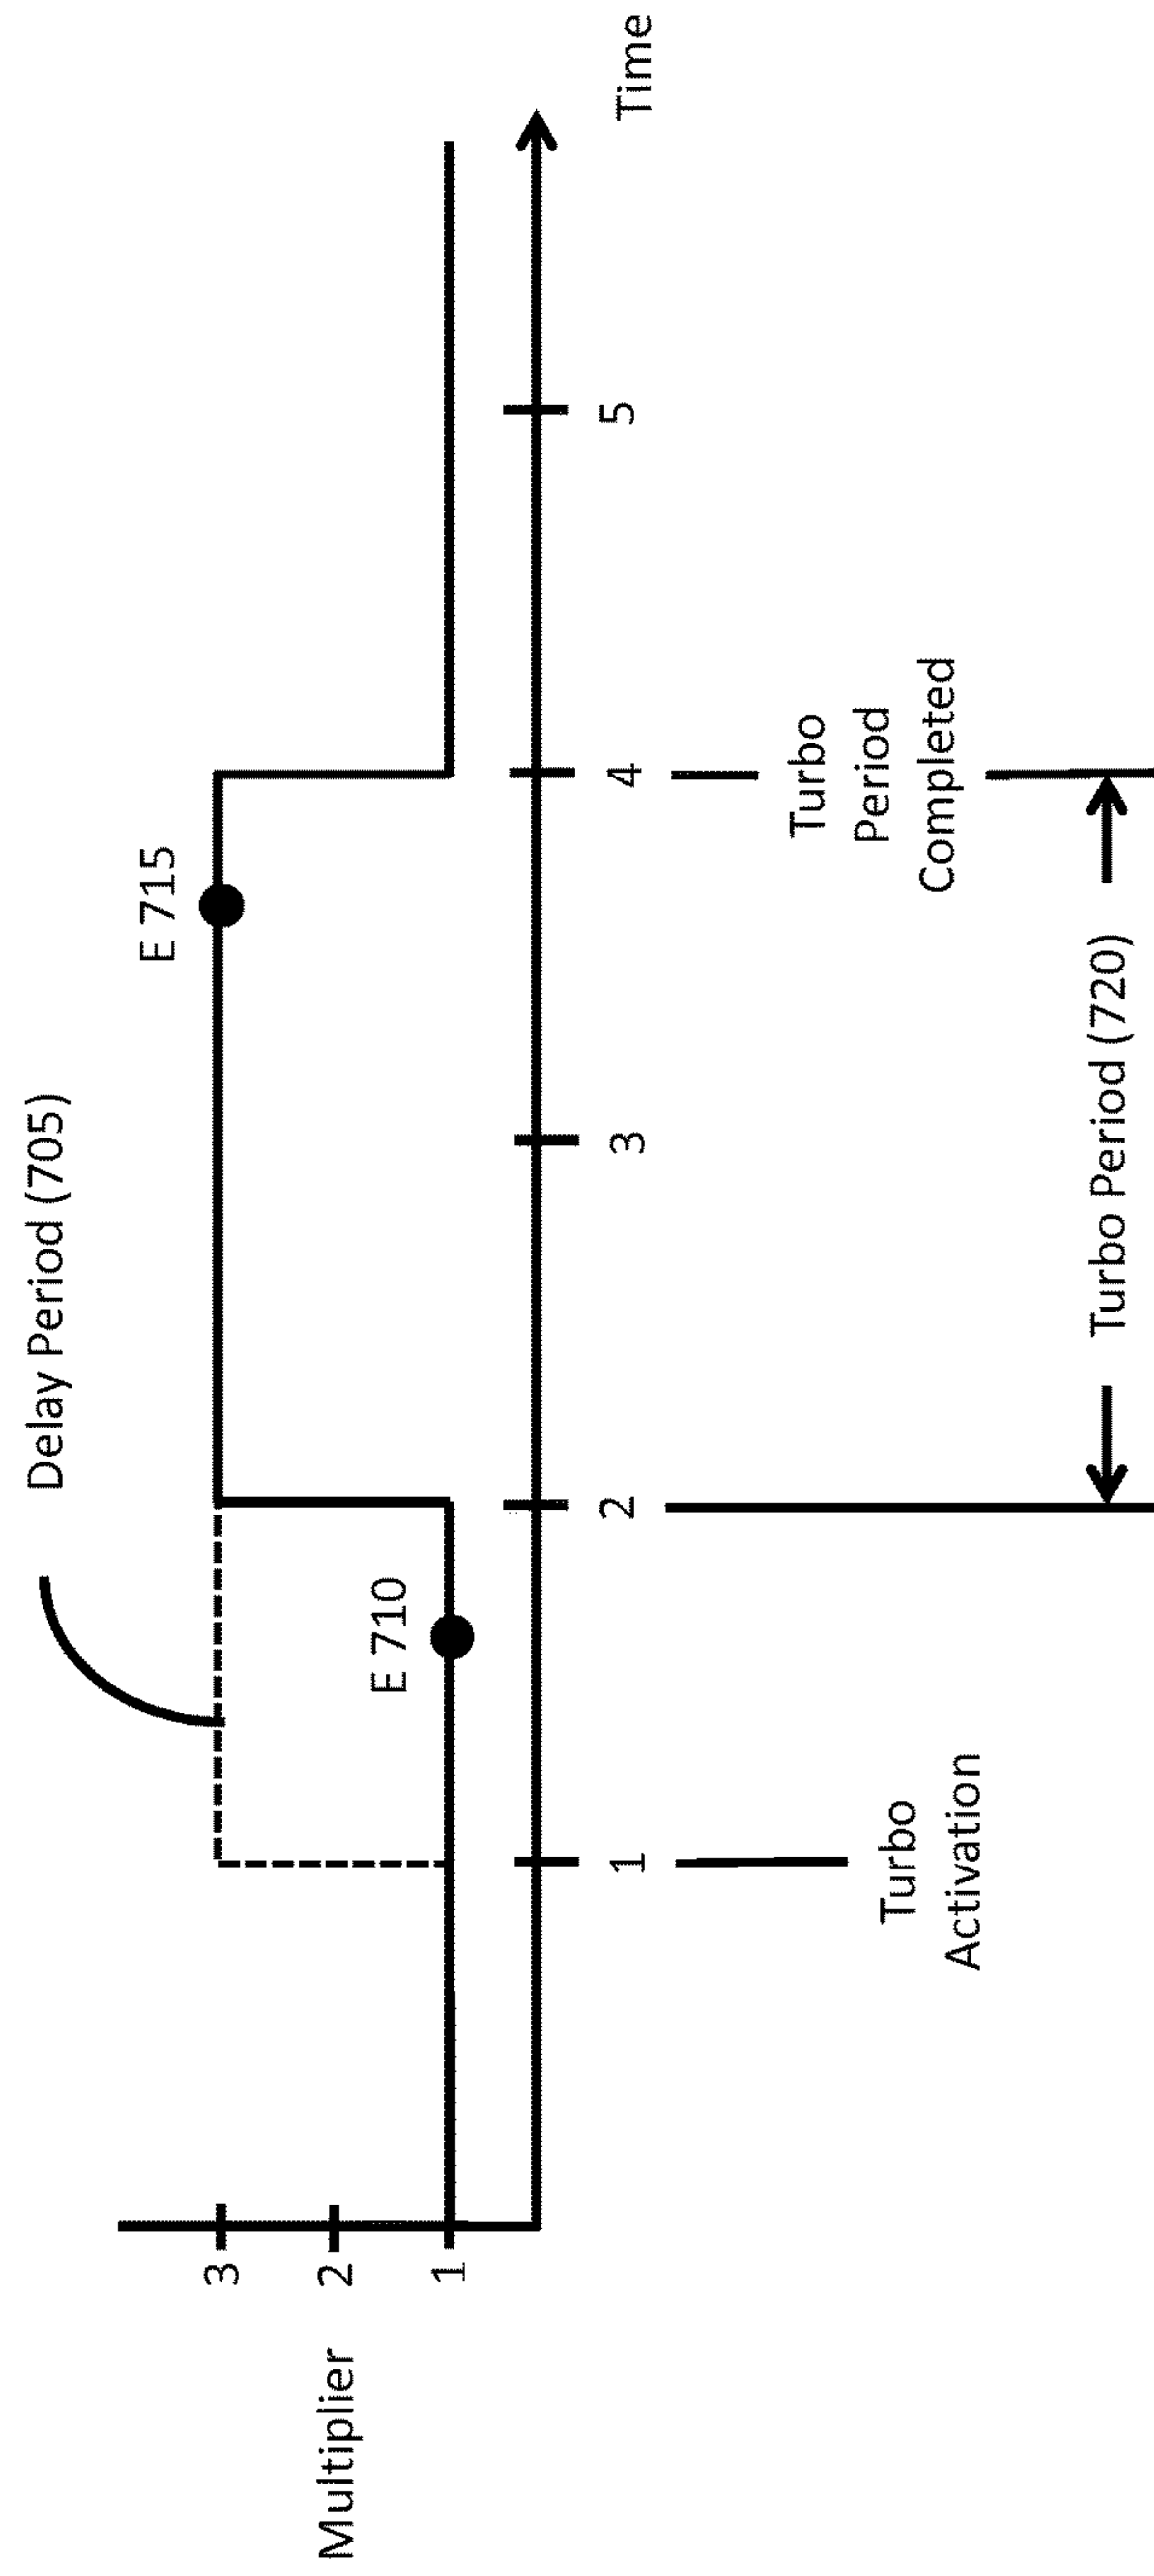 Delay Period (705)
E 715
Multiplier
3
2
1
E 710
1
2
3
4
5
Time
Turbo
Activation
Turbo
Period
Completed
Turbo Period (720)